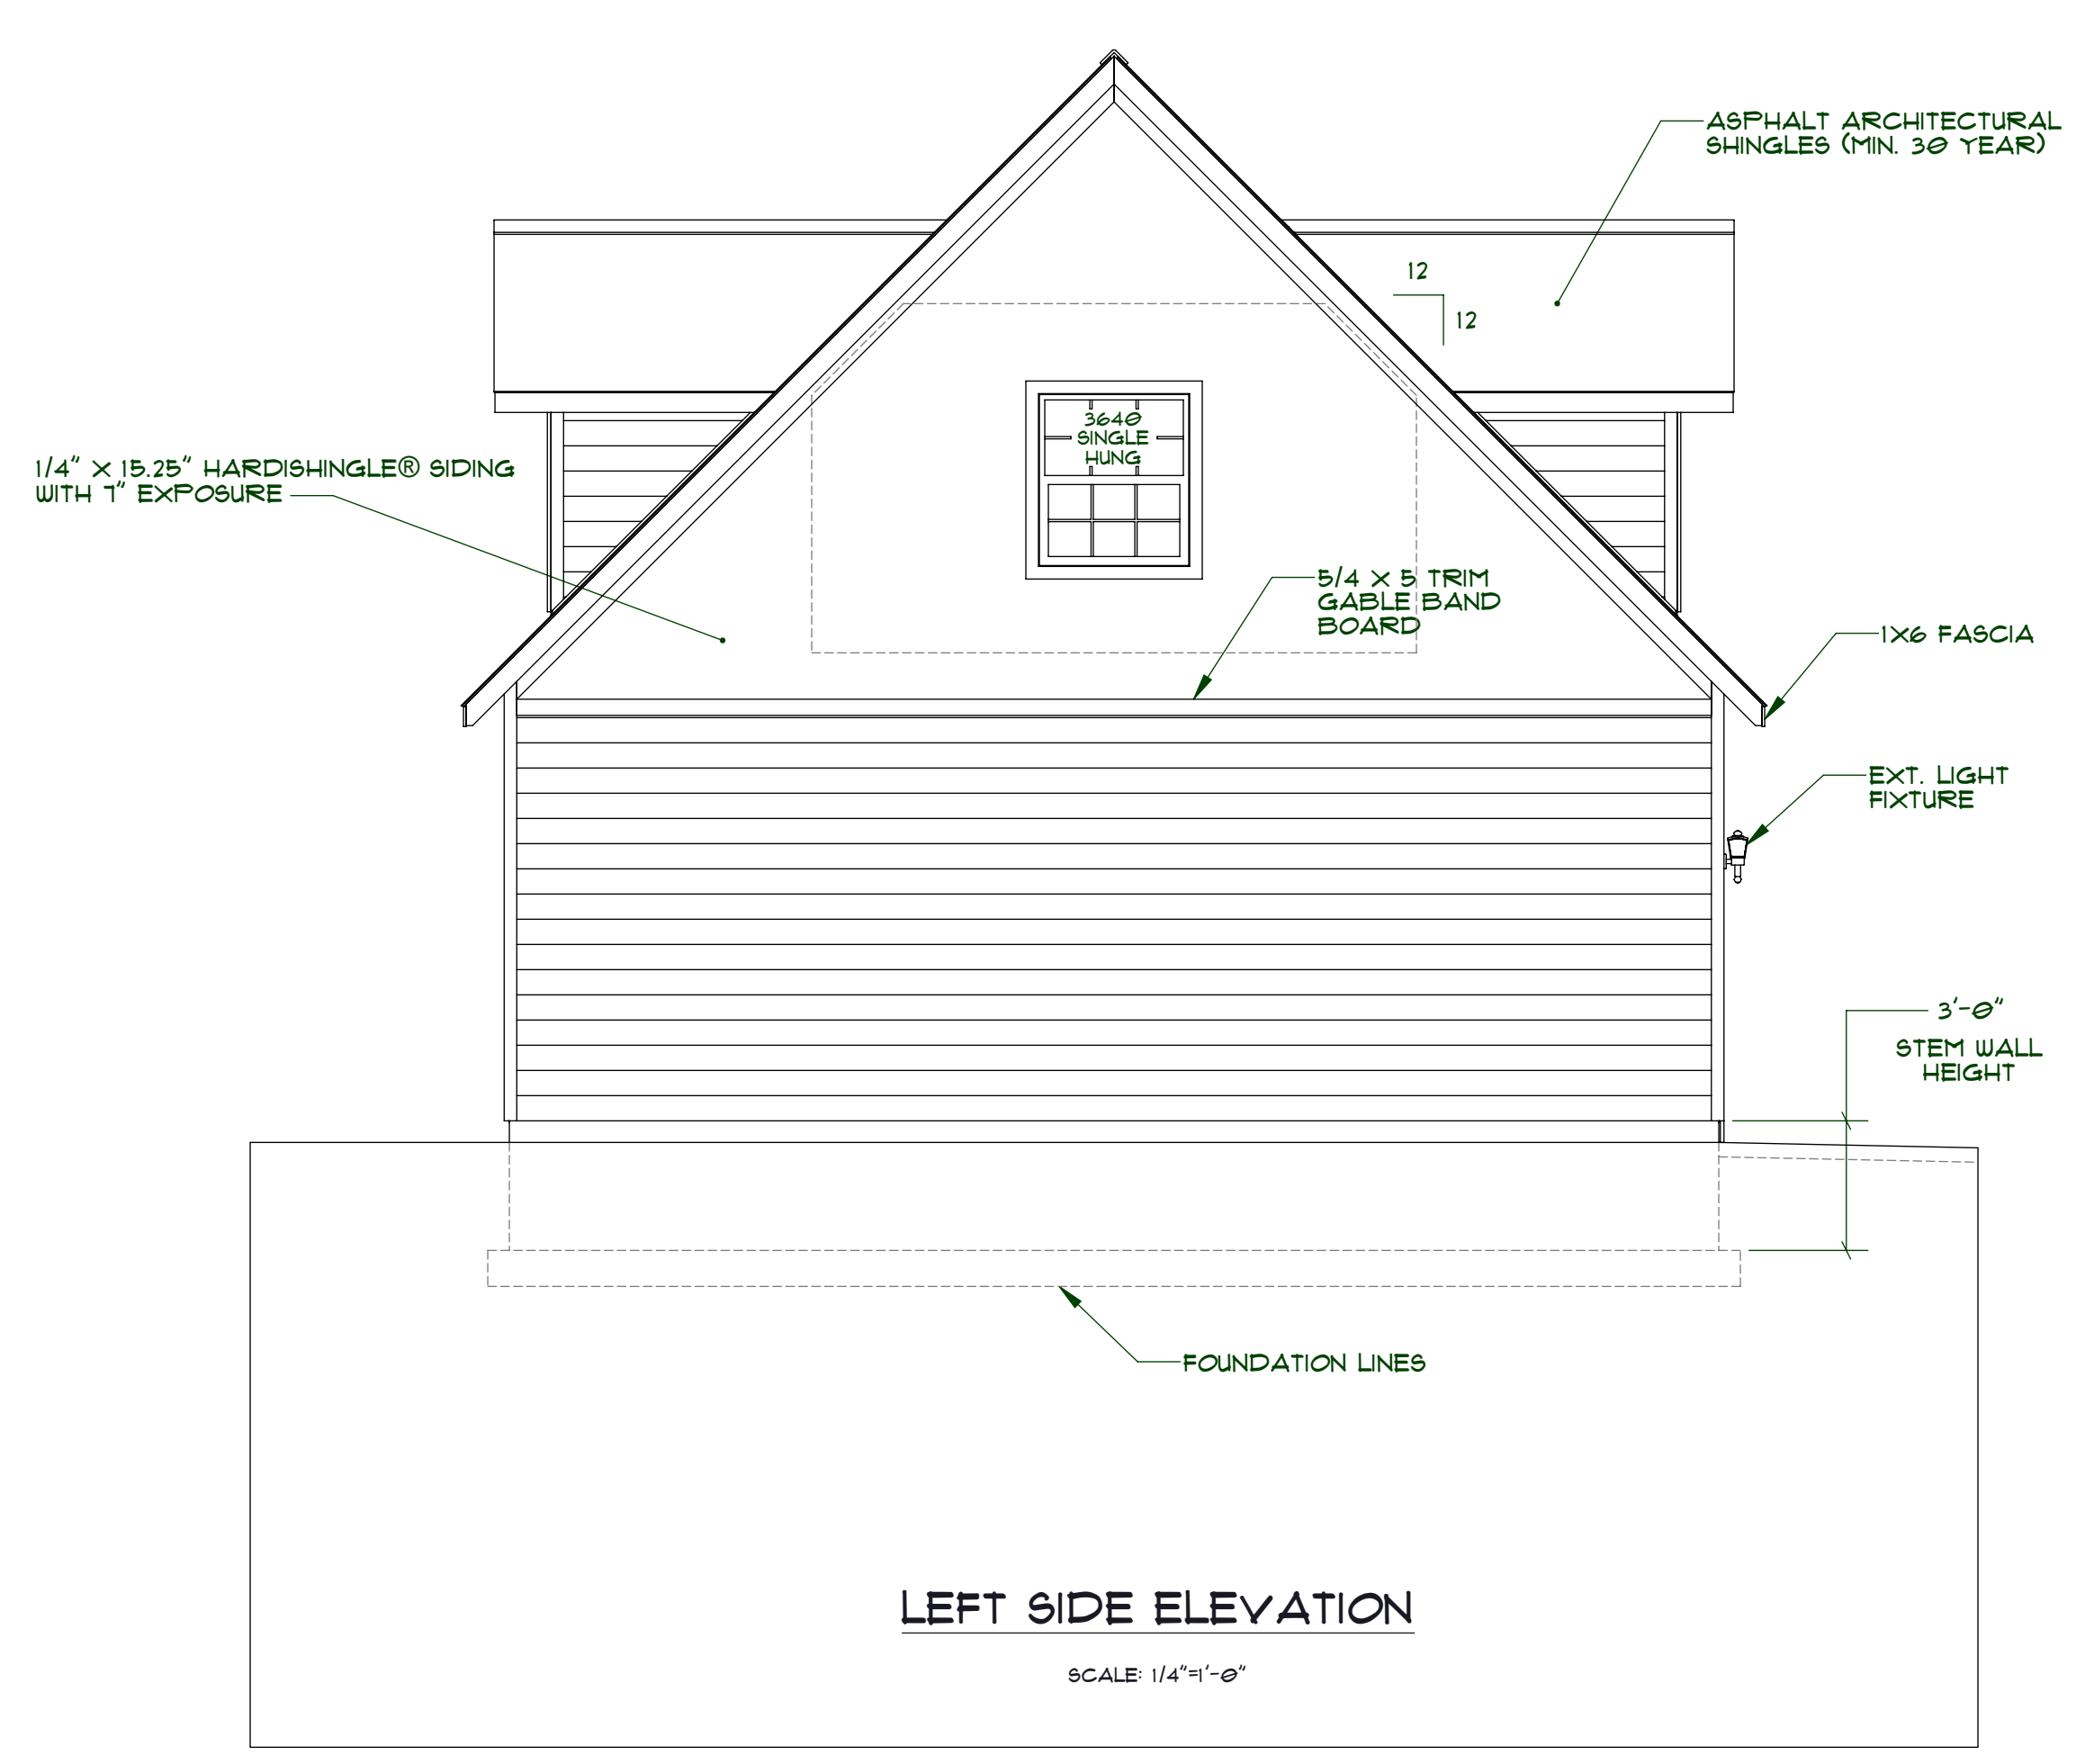 ASPHALT ARCHITECTURAL
SHINGLES (MIN. 30 YEAR)
12
12
3640
SINGLE
HUNG
1/4" X 15.25" HARDISHINGLE® SIDING
WITH 7" EXPOSURE
5/4 X 5 TRIM
GABLE BAND
BOARD
1X6 FASCIA
EXT. LIGHT
FIXTURE
3'-0"
STEM WALL
HEIGHT
FOUNDATION LINES
LEFT SIDE ELEVATION
SCALE: 1/4"=1'-0"